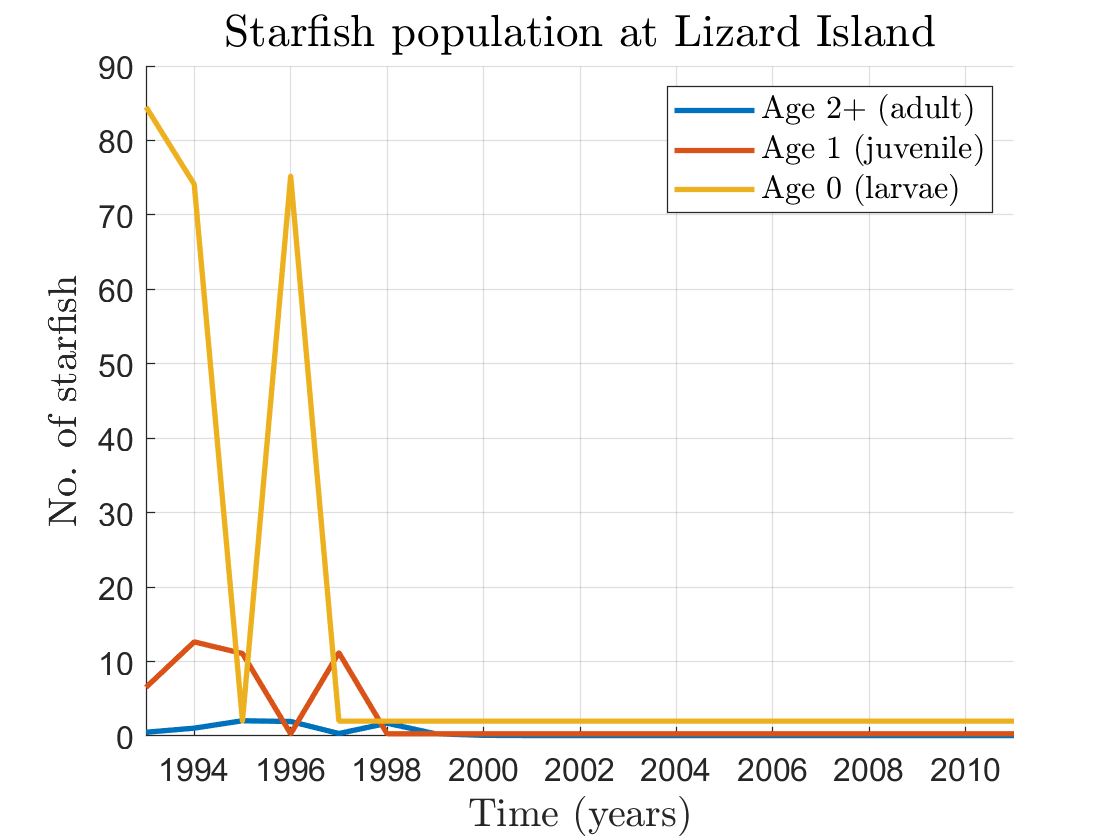 Starfish population at Lizard Island
90
80
70
60
50
40
30
20
10
0
No. of starfish
Age 2+ (adult)
Age 1 (juvenile)
Age 0 (larvae)
1994 1996 1998 2000 2002 2004 2006 2008 2010
Time (years)